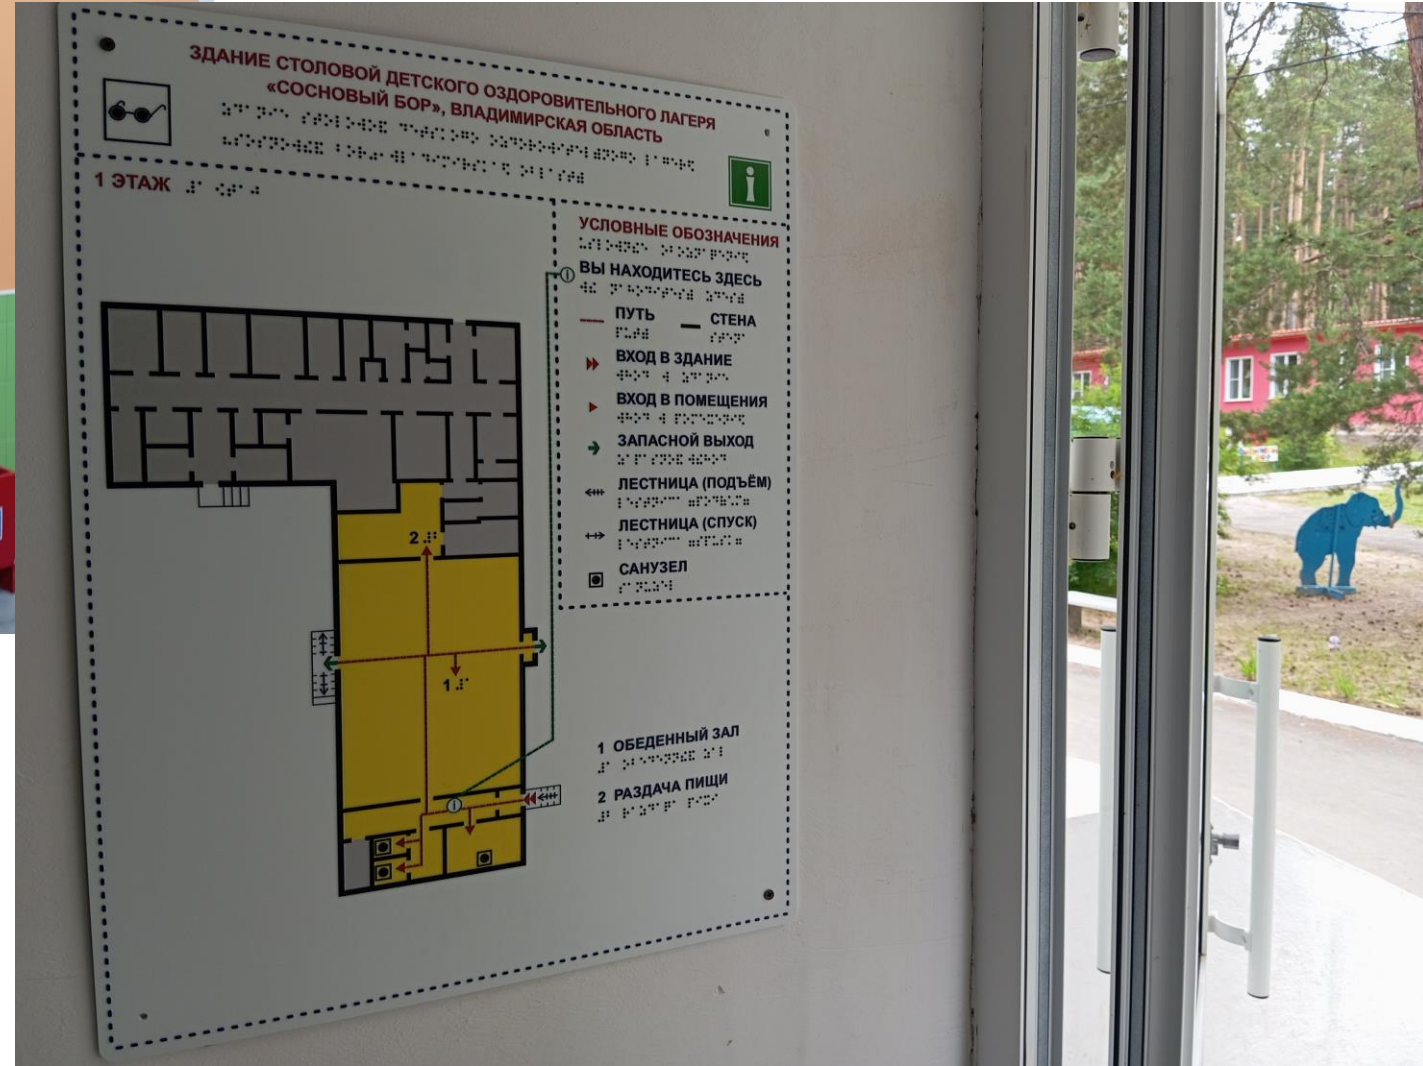 ЗДАНИЕ СТОЛОВОЙ ДЕТСКОГО ОЗДОРОВИТЕЛЬНОГО ЛАГЕРЯ
«СОСНОВЫЙ БОР», ВЛАДИМИРСКАЯ ОБЛАСТЬ
1 ЭТАЖ
УСЛОВНЫЕ ОБОЗНАЧЕНИЯ
ВЫ НАХОДИТЕСЬ ЗДЕСЬ
ПУТЬ
СТЕНА
ВХОД В ЗДАНИЕ
ВХОД В ПОМЕЩЕНИЯ
ЗАПАСНОЙ ВЫХОД
ЛЕСТНИЦА (ПОДЪЁМ)
ЛЕСТНИЦА (СПУСК)
САНУЗЕЛ
2
1
1 ОБЕДЕННЫЙ ЗАЛ
2 РАЗДАЧА ПИЩИ